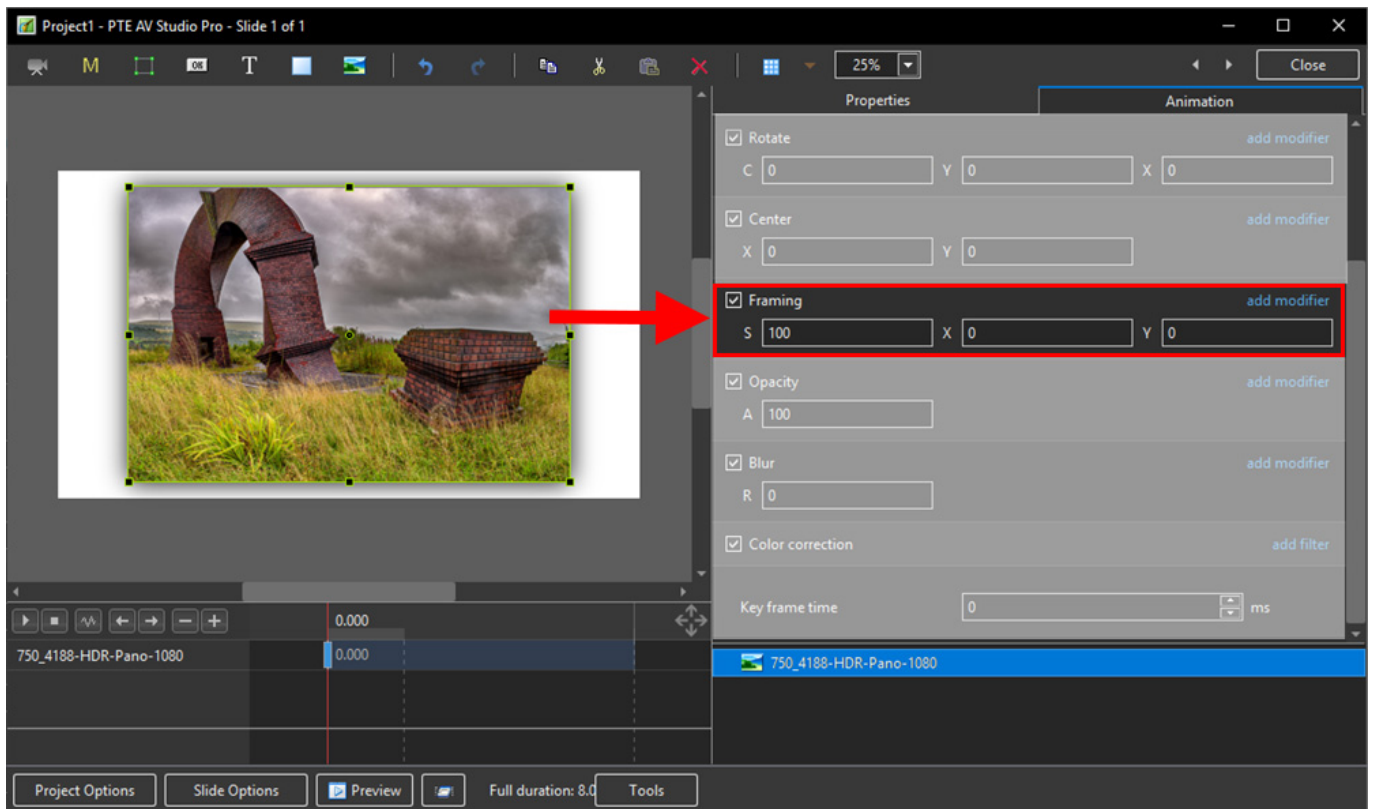 Project1 - PTE AV Studio Pro - Slide 1 of 1
M OK T 25% Close
Properties Animation
Rotate add modifier
C 0 Y 0 X 0
Center add modifier
X 0 Y 0
Framing add modifier
S 100 X 0 Y 0
Opacity add modifier
A 100
Blur add modifier
R 0
Color correction add filter
Key frame time 0 ms
0.000
750_4188-HDR-Pano-1080 0.000
750_4188-HDR-Pano-1080
Project Options Slide Options Preview Full duration: 8.0 Tools